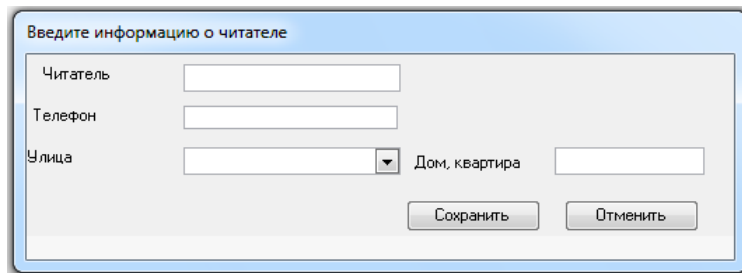 Введите информацию о читателе
Читатель
Телефон
Улица
Дом, квартира
Сохранить
Отменить